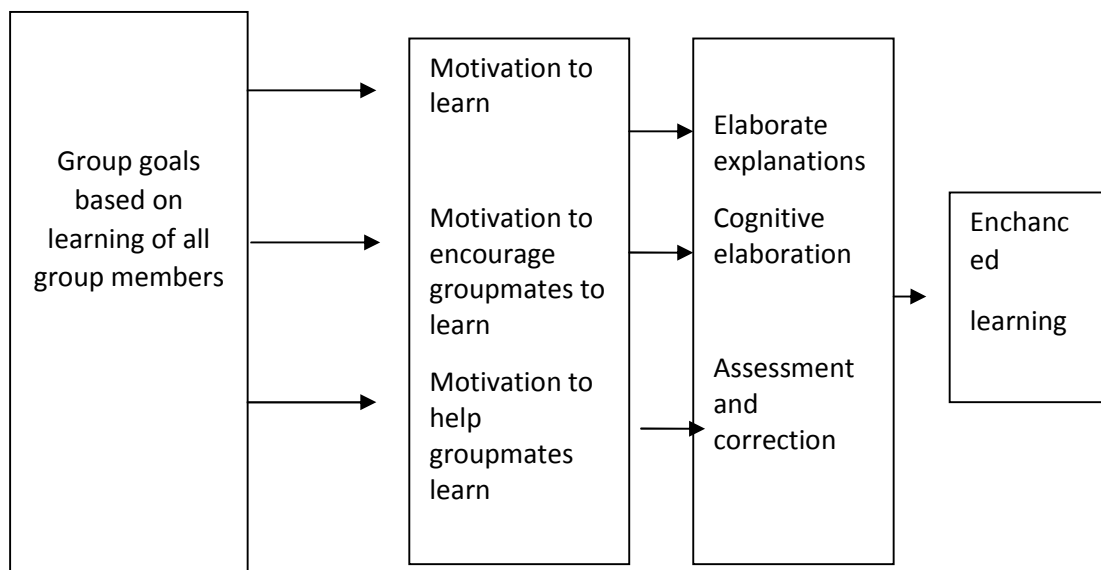 Group goals
based on
learning of all
group members
Motivation to
learn
Motivation to
encourage
groupmates to
learn
Motivation to
help
groupmates
learn
Elaborate
explanations
Cognitive
elaboration
Assessment
and
correction
Enchanc
ed
learning